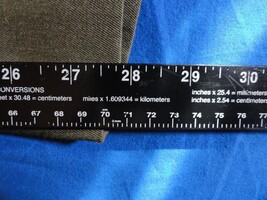 26 27 28 29 30
CONVERSIONS inches x 25.4 = millimeters
feet x 30.48 = centimeters miles x 1.609344 = kilometers inches x 2.54 = centimeters
66 67 68 69 70 71 72 73 74 75 76 77